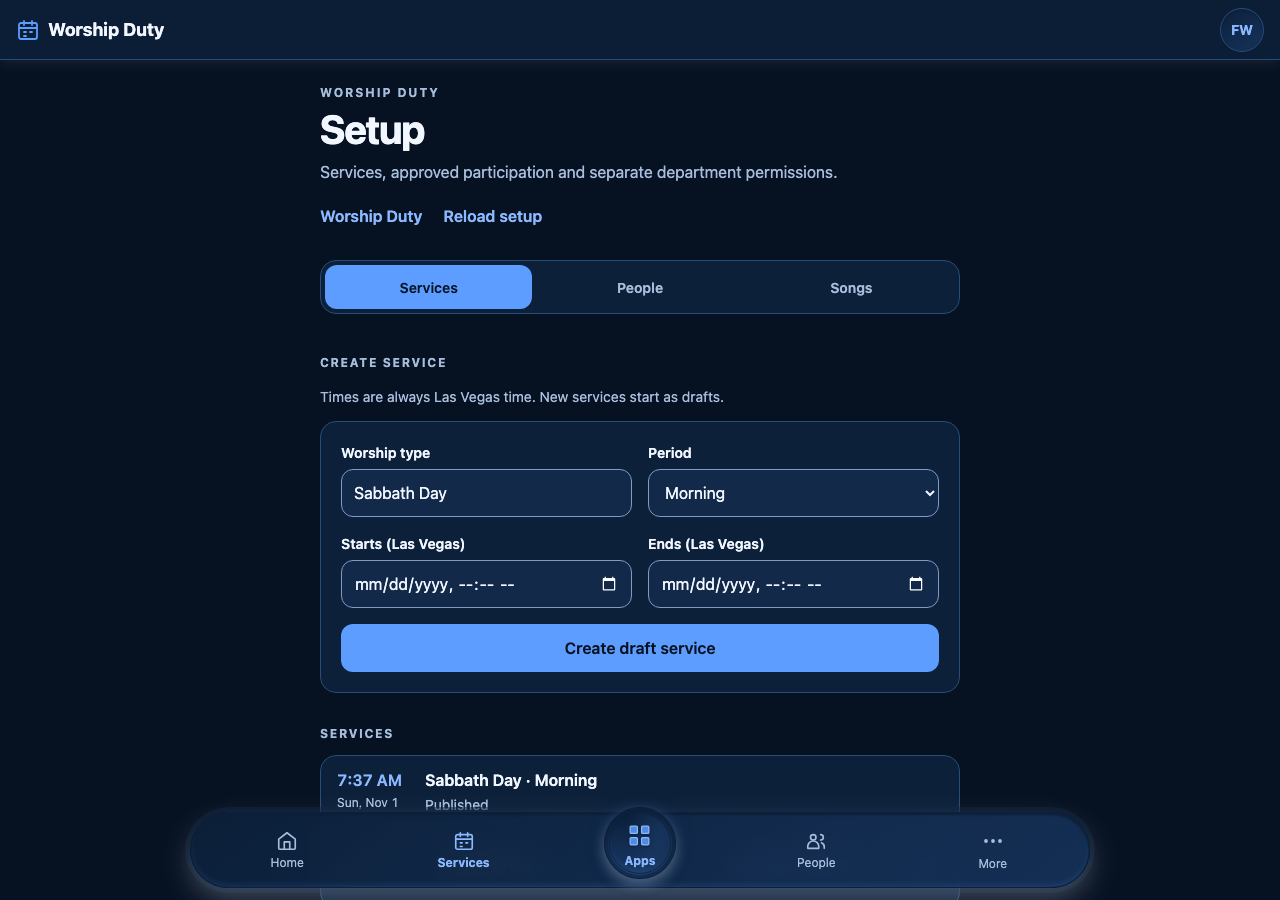 Worship Duty
FW
WORSHIP DUTY
Setup
Services, approved participation and separate department permissions.
Worship Duty Reload setup
Services People Songs
CREATE SERVICE
Times are always Las Vegas time. New services start as drafts.
Worship type Period
Sabbath Day Morning
Starts (Las Vegas) Ends (Las Vegas)
mm/dd/yyyy, --:-- -- mm/dd/yyyy, --:-- --
Create draft service
SERVICES
7:37 AM Sabbath Day · Morning
Sun, Nov 1 Published
Home Services Apps People More